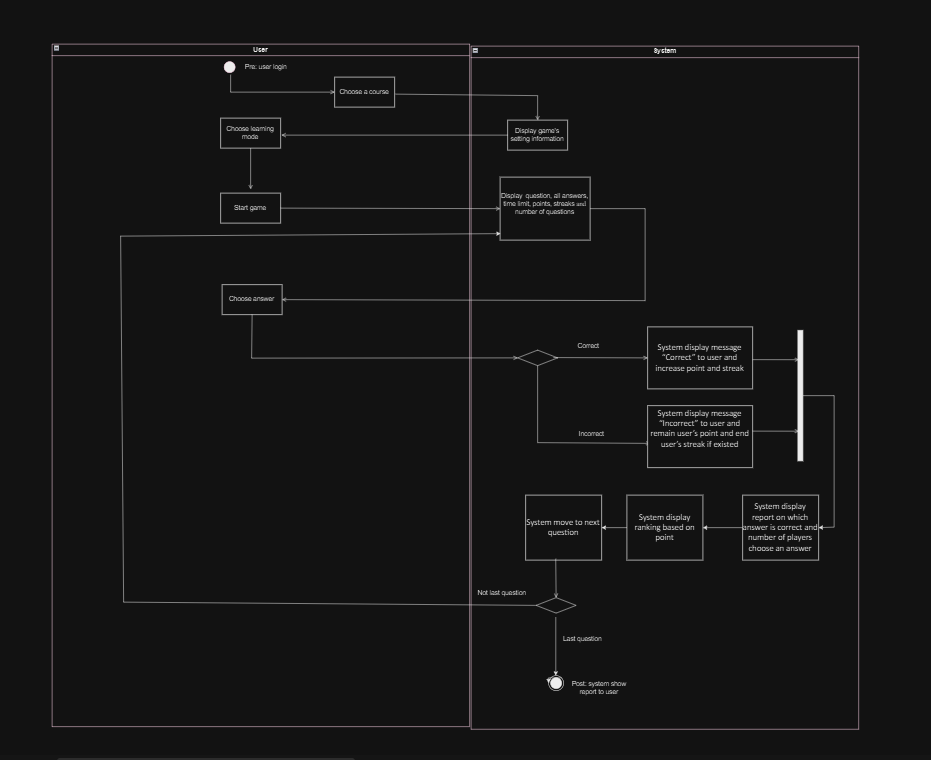 User
System
Pre: user login
Choose a course
Choose learning
mode
Display game's
setting information
Start game
Display question, all answers,
time limit, points, streaks and
number of questions
Choose answer
Correct
System display message
“Correct” to user and
increase point and streak
Incorrect
System display message
“Incorrect” to user and
remain user’s point and end
user’s streak if existed
System move to next
question
System display
ranking based on
point
System display
report on which
answer is correct and
number of players
choose an answer
Not last question
Last question
Post: system show
report to user